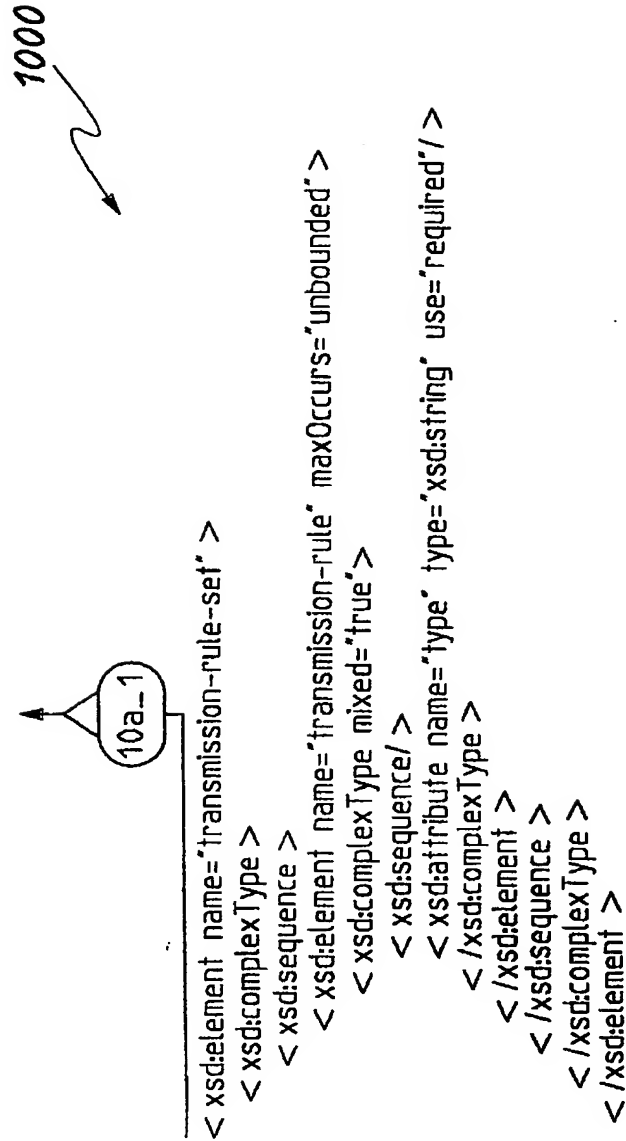 1000
10a_1
< xsd:element name="transmission-rule-set" >
< xsd:complexType >
< xsd:sequence >
< xsd:element name="transmission-rule" maxOccurs="unbounded" >
< xsd:complexType mixed="true">
< xsd:sequence/ >
< xsd:attribute name="type" type="xsd:string" use="required"/ >
< /xsd:complexType >
< /xsd:element >
< /xsd:sequence >
< /xsd:complexType >
< /xsd:element >